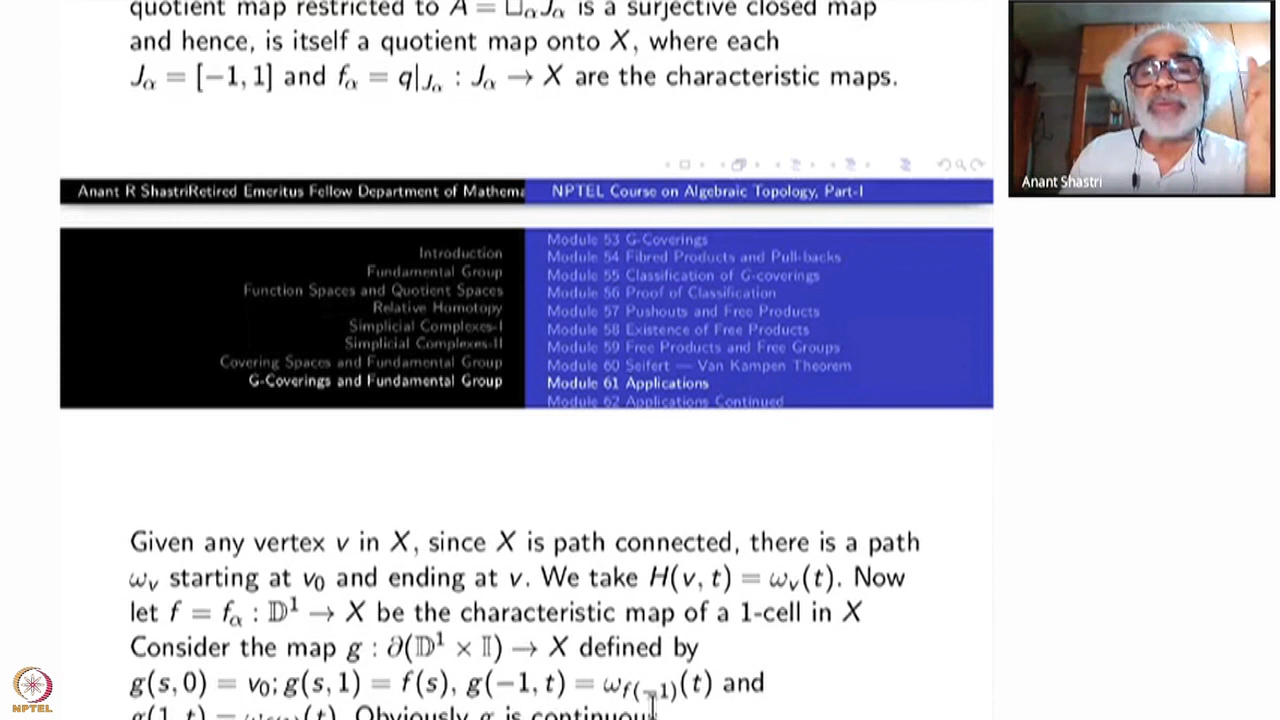 quotient map restricted to A = ⊔αJα is a surjective closed map
and hence, is itself a quotient map onto X, where each
Jα = [−1, 1] and fα = q|Jα : Jα → X are the characteristic maps.
Anant Shastri
Anant R ShastriRetired Emeritus Fellow Department of Mathema
NPTEL Course on Algebraic Topology, Part-I
Introduction
Fundamental Group
Function Spaces and Quotient Spaces
Relative Homotopy
Simplicial Complexes-I
Simplicial Complexes-II
Covering Spaces and Fundamental Group
G-Coverings and Fundamental Group
Module 53 G-Coverings
Module 54 Fibred Products and Pull-backs
Module 55 Classification of G-coverings
Module 56 Proof of Classification
Module 57 Pushouts and Free Products
Module 58 Existence of Free Products
Module 59 Free Products and Free Groups
Module 60 Seifert — Van Kampen Theorem
Module 61 Applications
Module 62 Applications Continued
Given any vertex v in X, since X is path connected, there is a path
ωv starting at v0 and ending at v. We take H(v, t) = ωv(t). Now
let f = fα : 𝔻¹ → X be the characteristic map of a 1-cell in X
Consider the map g : ∂(𝔻¹ × 𝕀) → X defined by
g(s, 0) = v0; g(s, 1) = f(s), g(−1, t) = ωf(−1)(t) and
g(1, t) = ωf(1)(t). Obviously g is continuous
NPTEL